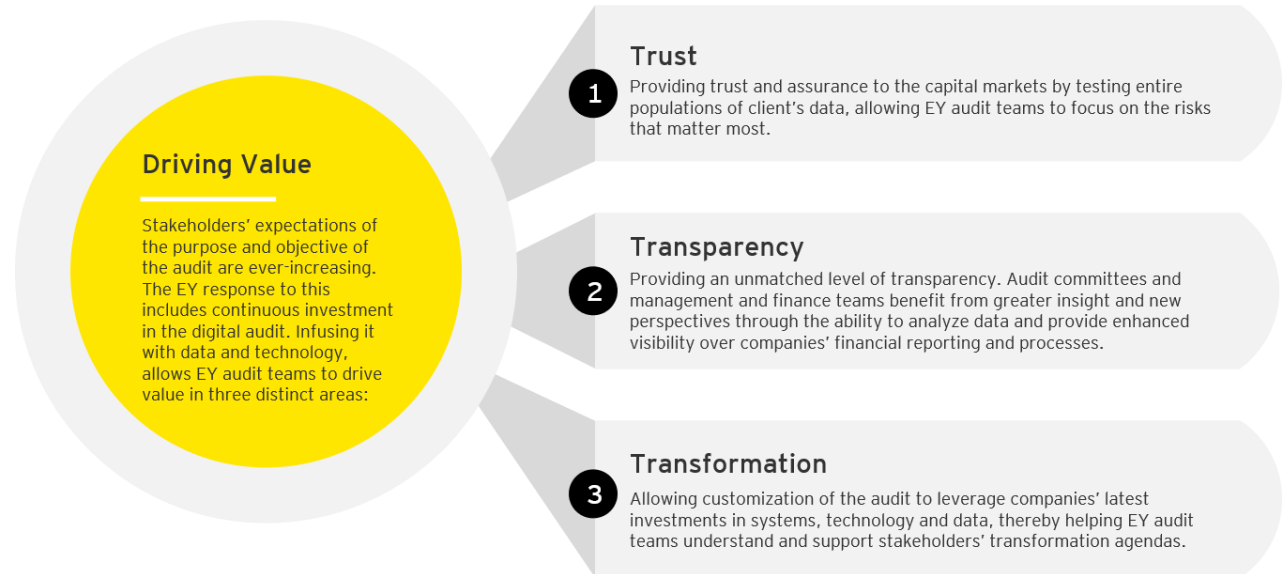 Driving Value
Stakeholders' expectations of
the purpose and objective of
the audit are ever-increasing.
The EY response to this
includes continuous investment
in the digital audit. Infusing it
with data and technology,
allows EY audit teams to drive
value in three distinct areas:
1
Trust
Providing trust and assurance to the capital markets by testing entire
populations of client's data, allowing EY audit teams to focus on the risks
that matter most.
2
Transparency
Providing an unmatched level of transparency. Audit committees and
management and finance teams benefit from greater insight and new
perspectives through the ability to analyze data and provide enhanced
visibility over companies' financial reporting and processes.
3
Transformation
Allowing customization of the audit to leverage companies' latest
investments in systems, technology and data, thereby helping EY audit
teams understand and support stakeholders' transformation agendas.